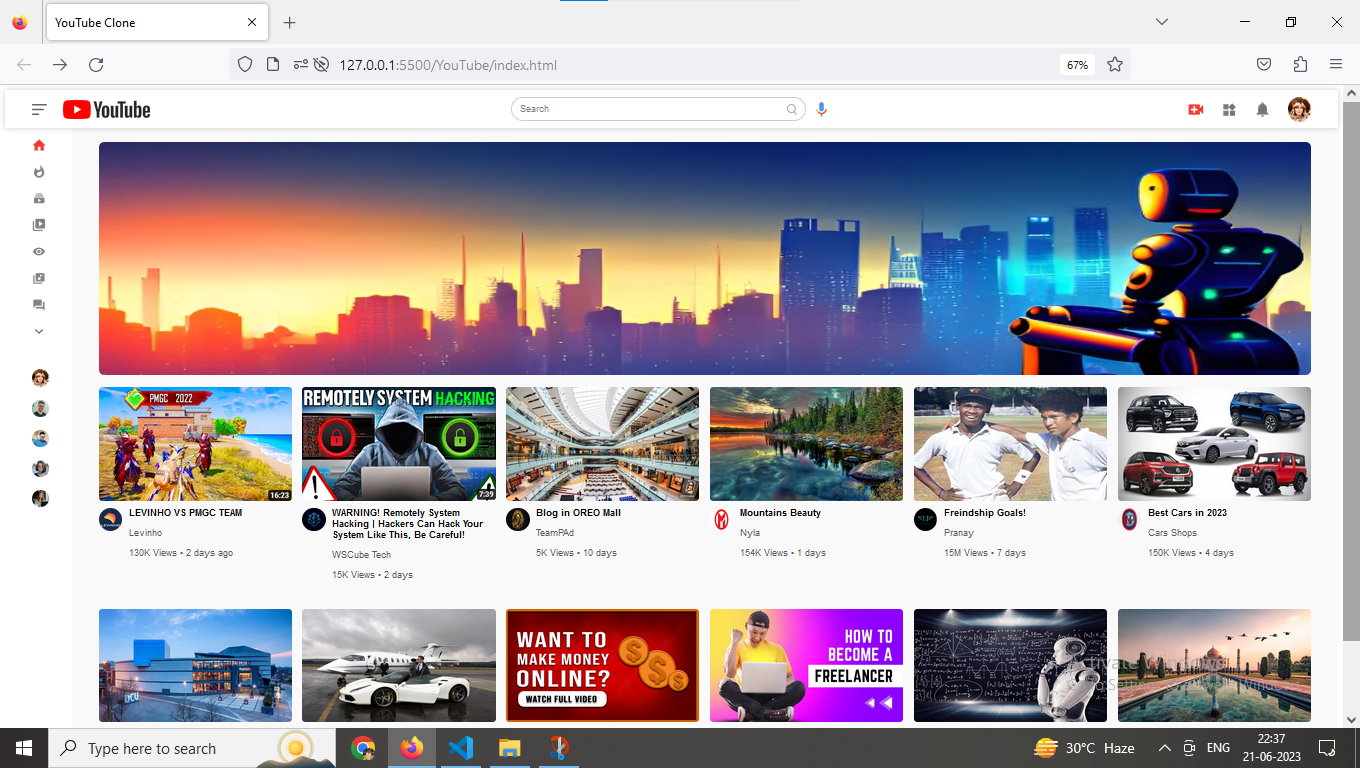 YouTube Clone
127.0.0.1:5500/YouTube/index.html
67%
YouTube
Search
PMGC 2022
16:23
REMOTELY SYSTEM HACKING
7:39
LEVINHO VS PMGC TEAM
Levinho
130K Views • 2 days ago
WARNING! Remotely System
Hacking | Hackers Can Hack Your
System Like This, Be Careful!
WSCube Tech
15K Views • 2 days
Blog in OREO Mall
TeamPAd
5K Views • 10 days
Mountains Beauty
Nyla
154K Views • 1 days
Freindship Goals!
Pranay
15M Views • 7 days
Best Cars in 2023
Cars Shops
150K Views • 4 days
DCU
WANT TO
MAKE MONEY
ONLINE?
WATCH FULL VIDEO
HOW TO
BECOME A
FREELANCER
Activate Windows
Type here to search
30°C Haze
ENG
22:37
21-06-2023